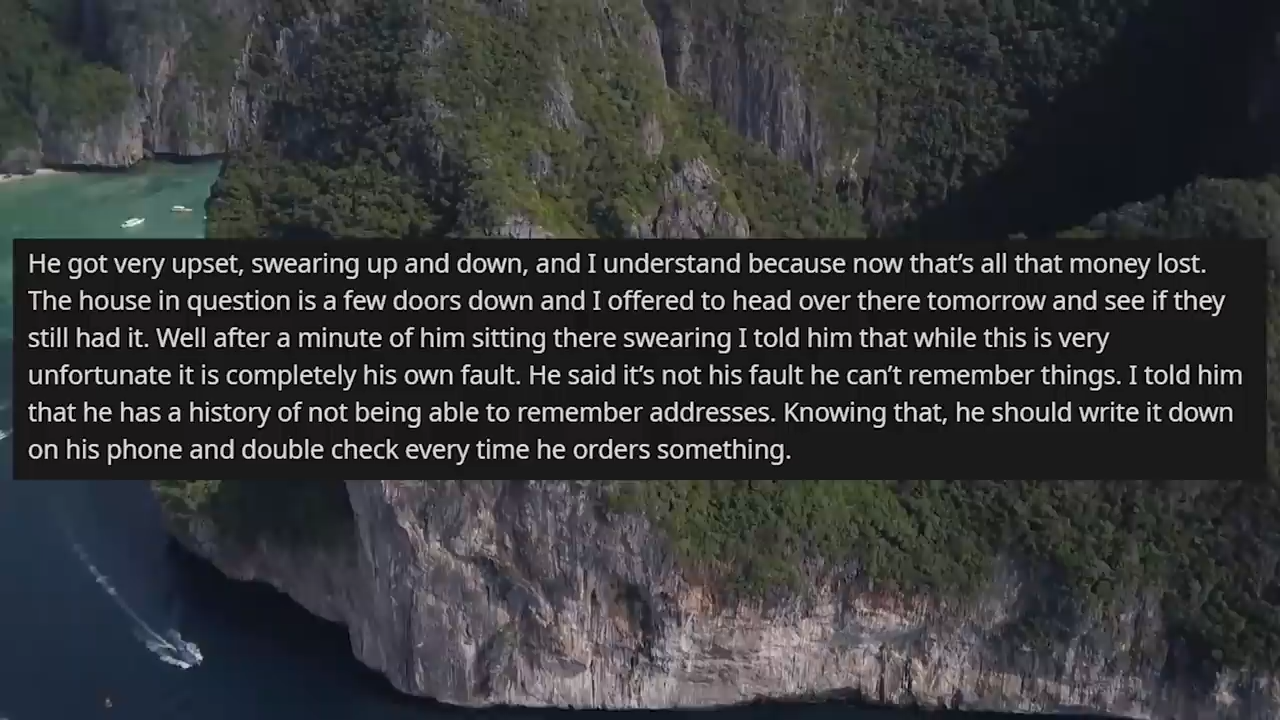 He got very upset, swearing up and down, and I understand because now that’s all that money lost.
The house in question is a few doors down and I offered to head over there tomorrow and see if they
still had it. Well after a minute of him sitting there swearing I told him that while this is very
unfortunate it is completely his own fault. He said it’s not his fault he can’t remember things. I told him
that he has a history of not being able to remember addresses. Knowing that, he should write it down
on his phone and double check every time he orders something.